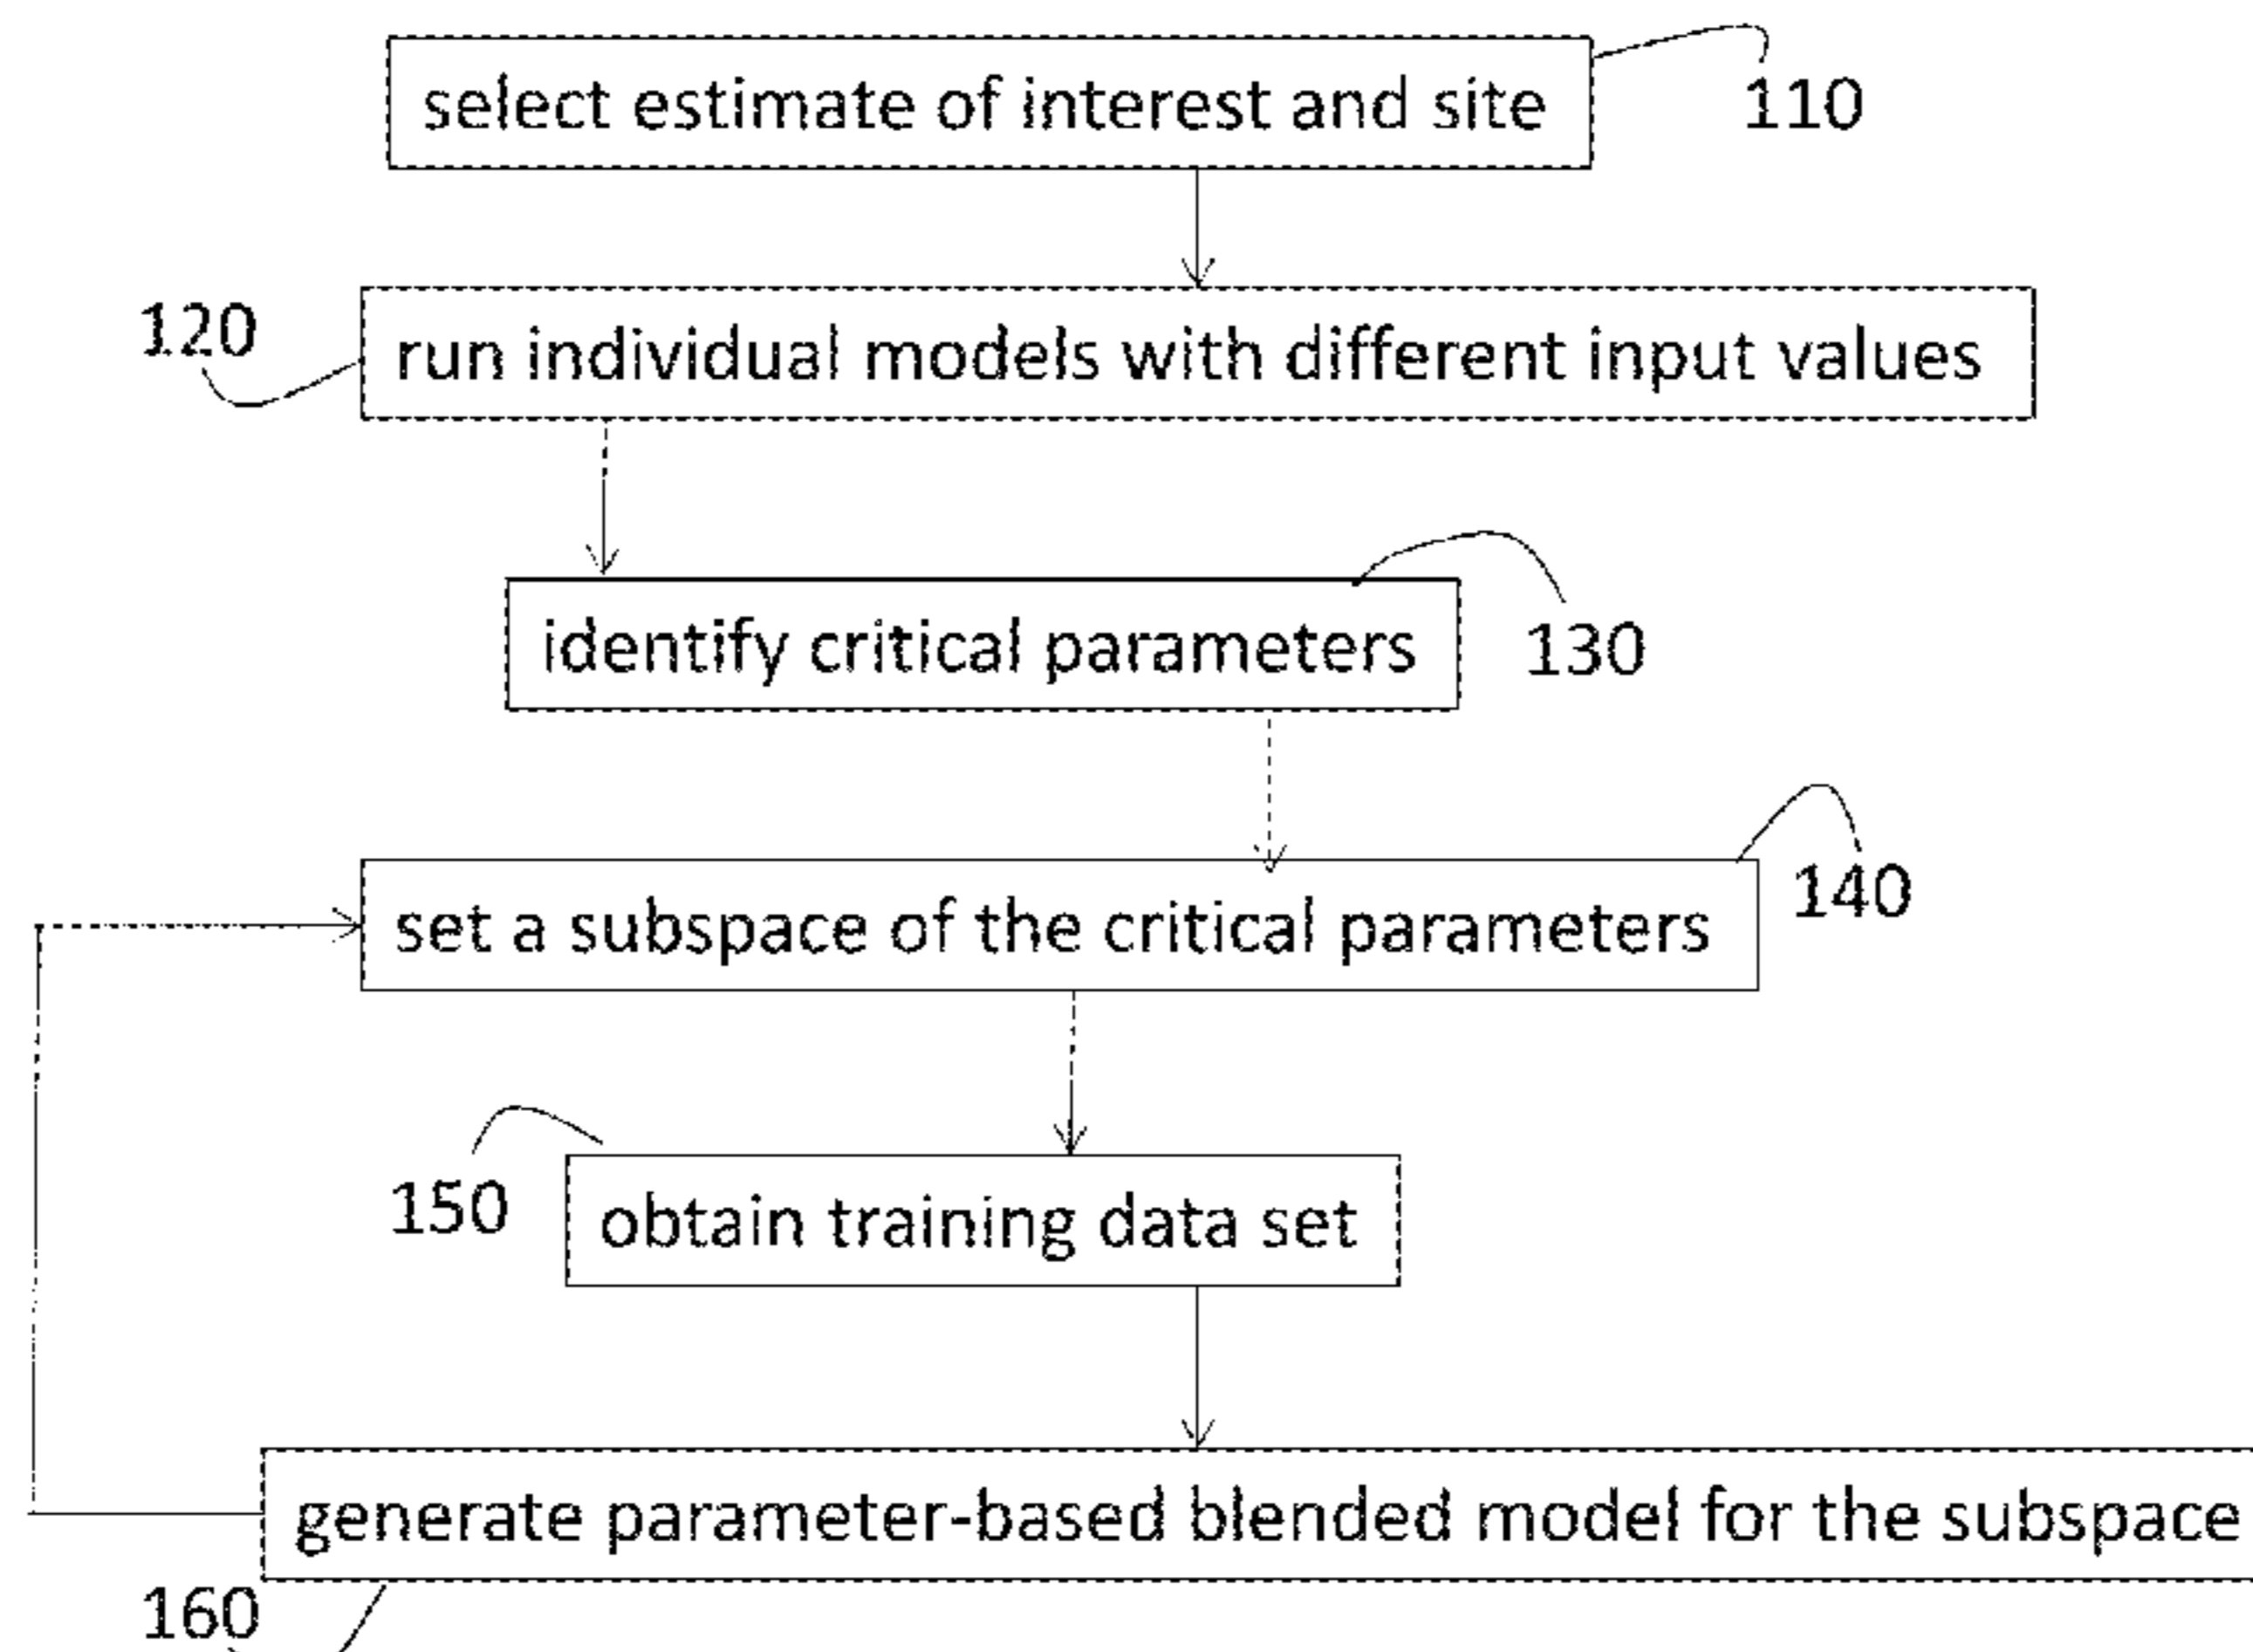 select estimate of interest and site
110
120
run individual models with different input values
identify critical parameters
130
140
set a subspace of the critical parameters
150
obtain training data set
generate parameter-based blended model for the subspace
160